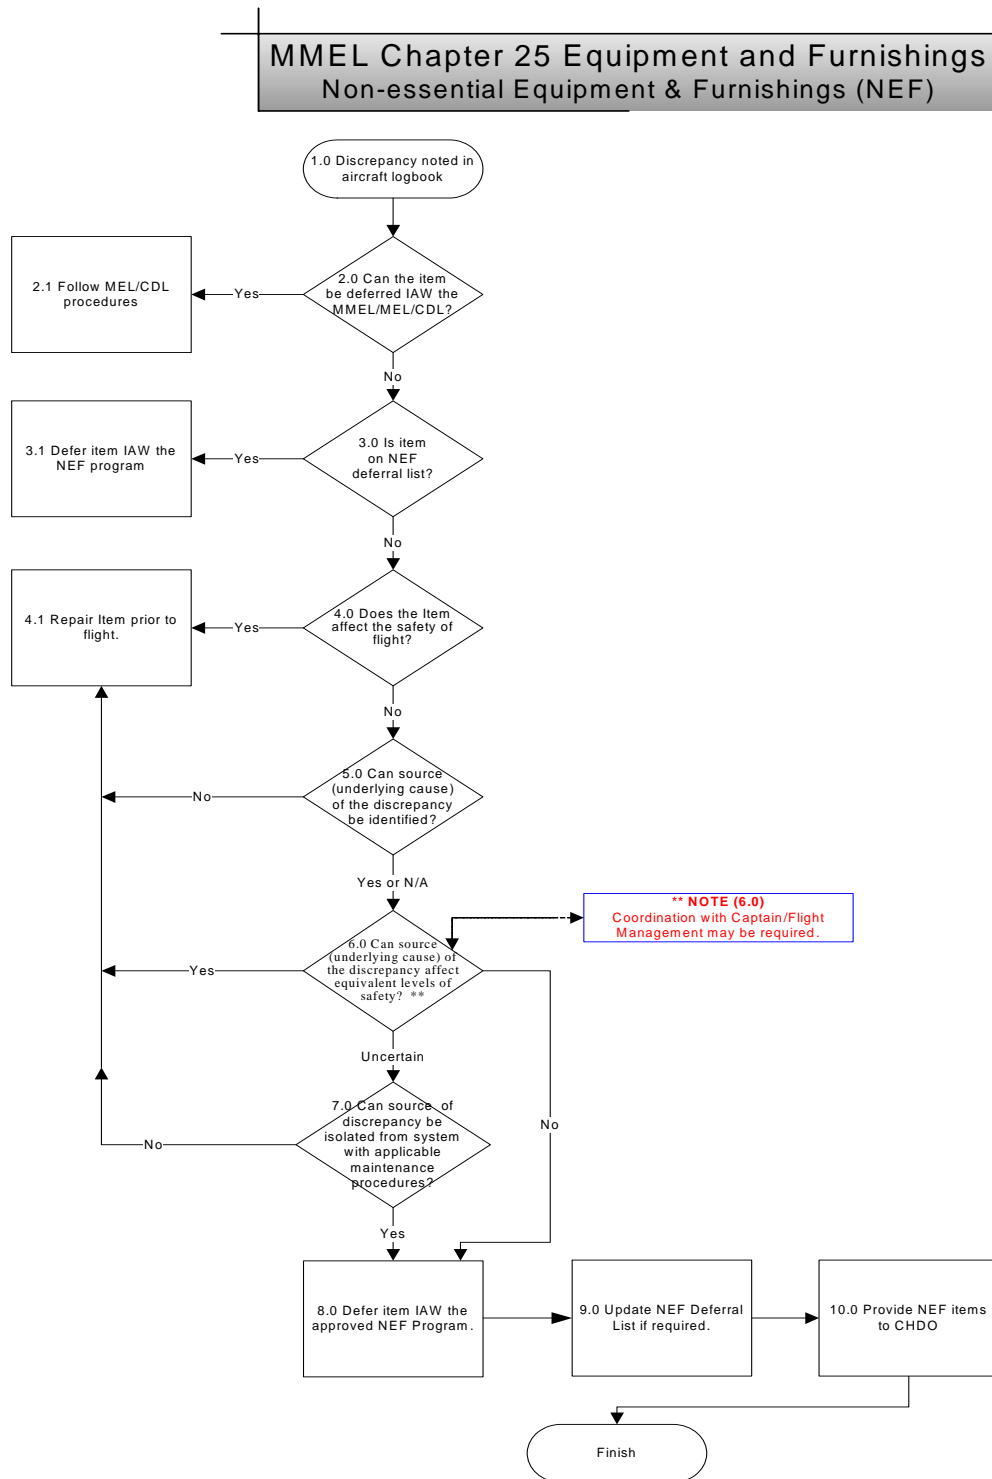 MMEL Chapter 25 Equipment and Furnishings
Non-essential Equipment & Furnishings (NEF)
1.0 Discrepancy noted in
aircraft logbook
2.0 Can the item
be deferred IAW the
MMEL/MEL/CDL?
Yes
2.1 Follow MEL/CDL
procedures
No
3.0 Is item
on NEF
deferral list?
Yes
3.1 Defer item IAW the
NEF program
No
4.0 Does the Item
affect the safety of
flight?
Yes
4.1 Repair Item prior to
flight.
No
5.0 Can source
(underlying cause)
of the discrepancy
be identified?
No
Yes or N/A
** NOTE (6.0)
Coordination with Captain/Flight
Management may be required.
6.0 Can source
(underlying cause) of
the discrepancy affect
equivalent levels of
safety? **
Yes
Uncertain
No
7.0 Can source of
discrepancy be
isolated from system
with applicable
maintenance
procedures?
No
Yes
8.0 Defer item IAW the
approved NEF Program.
9.0 Update NEF Deferral
List if required.
10.0 Provide NEF items
to CHDO
Finish